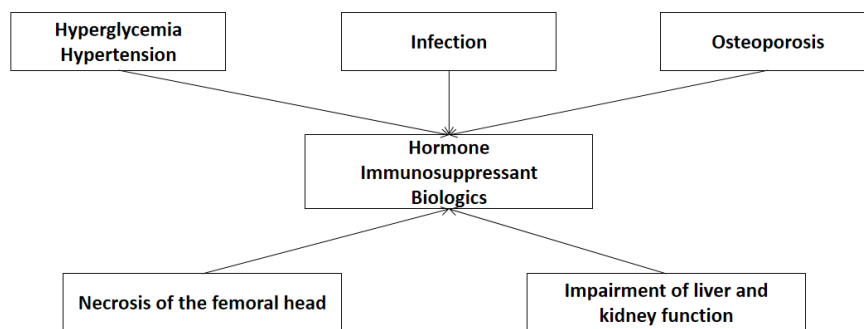 Hyperglycemia
Hypertension
Infection
Osteoporosis
Hormone
Immunosuppressant
Biologics
Necrosis of the femoral head
Impairment of liver and
kidney function